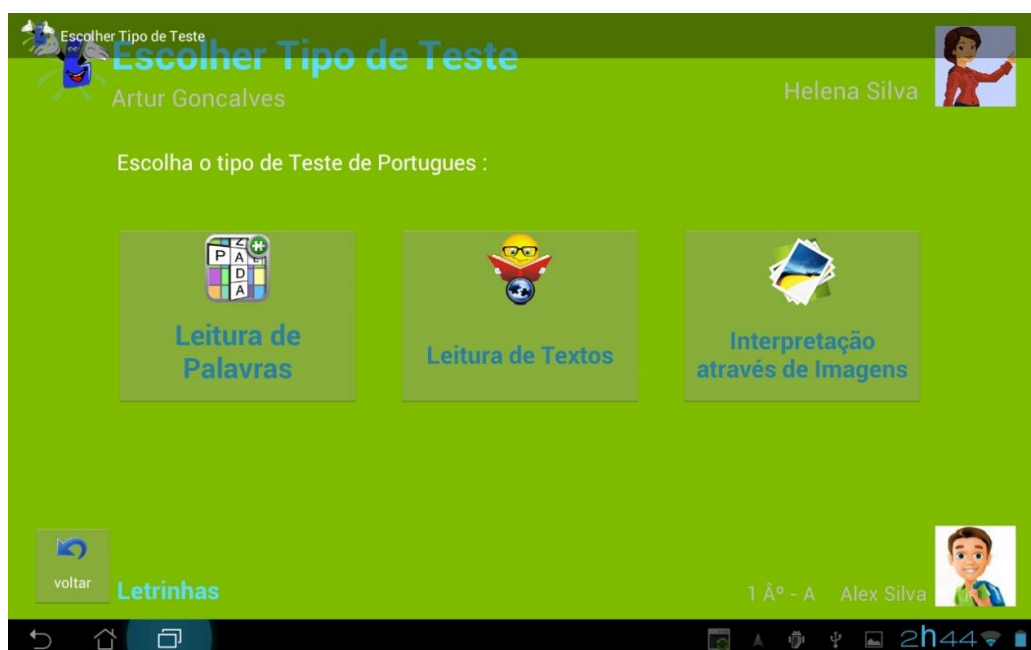 Escolher Tipo de Teste
Escolher Tipo de Teste
Artur Goncalves
Helena Silva
Escolha o tipo de Teste de Portugues :
P A
D
A
Leitura de
Palavras
Leitura de Textos
Interpretação
através de Imagens
voltar
Letrinhas
1 Âº - A Alex Silva
2h44